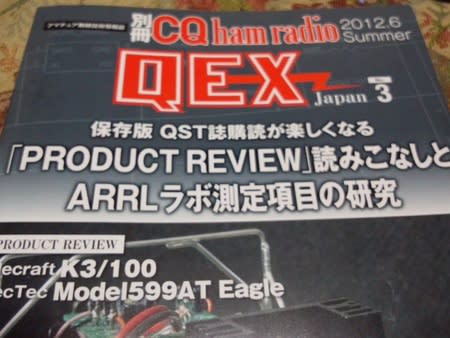 アマチュア無線技術情報誌
別冊 CQ ham radio 2012.6 Summer
QEX Japan No. 3
保存版 QST誌購読が楽しくなる
「PRODUCT REVIEW」読みこなしと
ARRLラボ測定項目の研究
PRODUCT REVIEW
lecraft K3/100
ecTec Model599AT Eagle